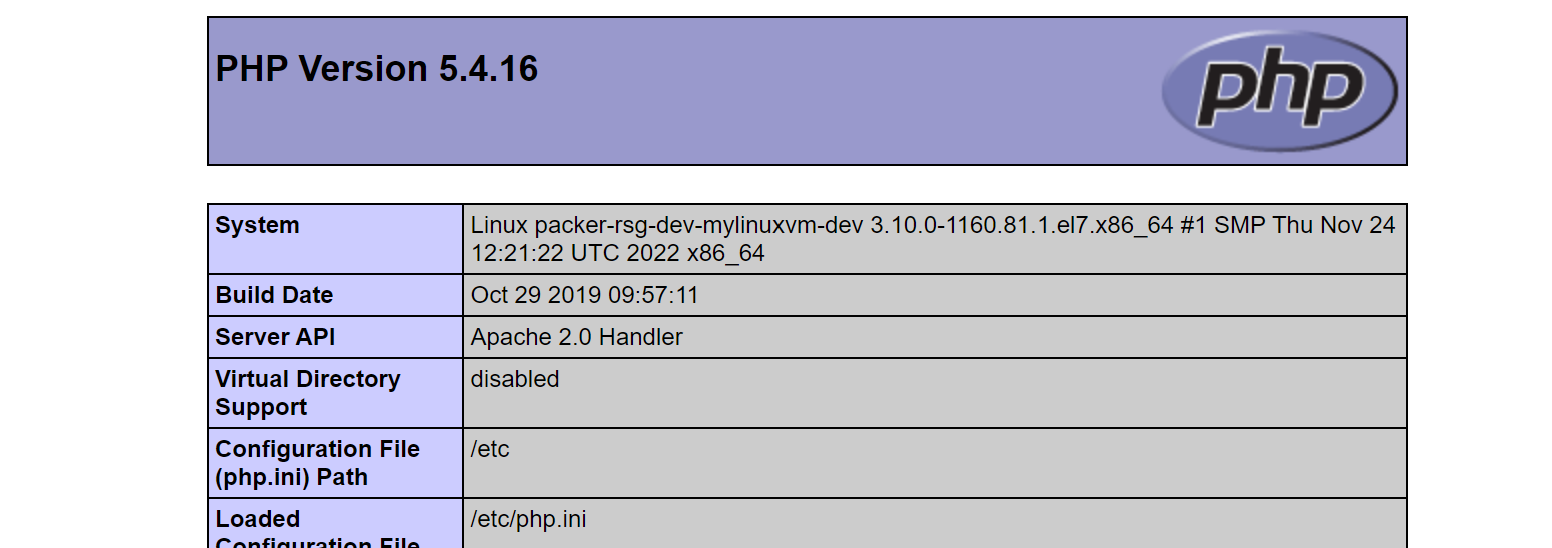 PHP Version 5.4.16
php
System
Linux packer-rsg-dev-mylinuxvm-dev 3.10.0-1160.81.1.el7.x86_64 #1 SMP Thu Nov 24
12:21:22 UTC 2022 x86_64
Build Date
Oct 29 2019 09:57:11
Server API
Apache 2.0 Handler
Virtual Directory
Support
disabled
Configuration File
(php.ini) Path
/etc
Loaded
Configuration File
/etc/php.ini